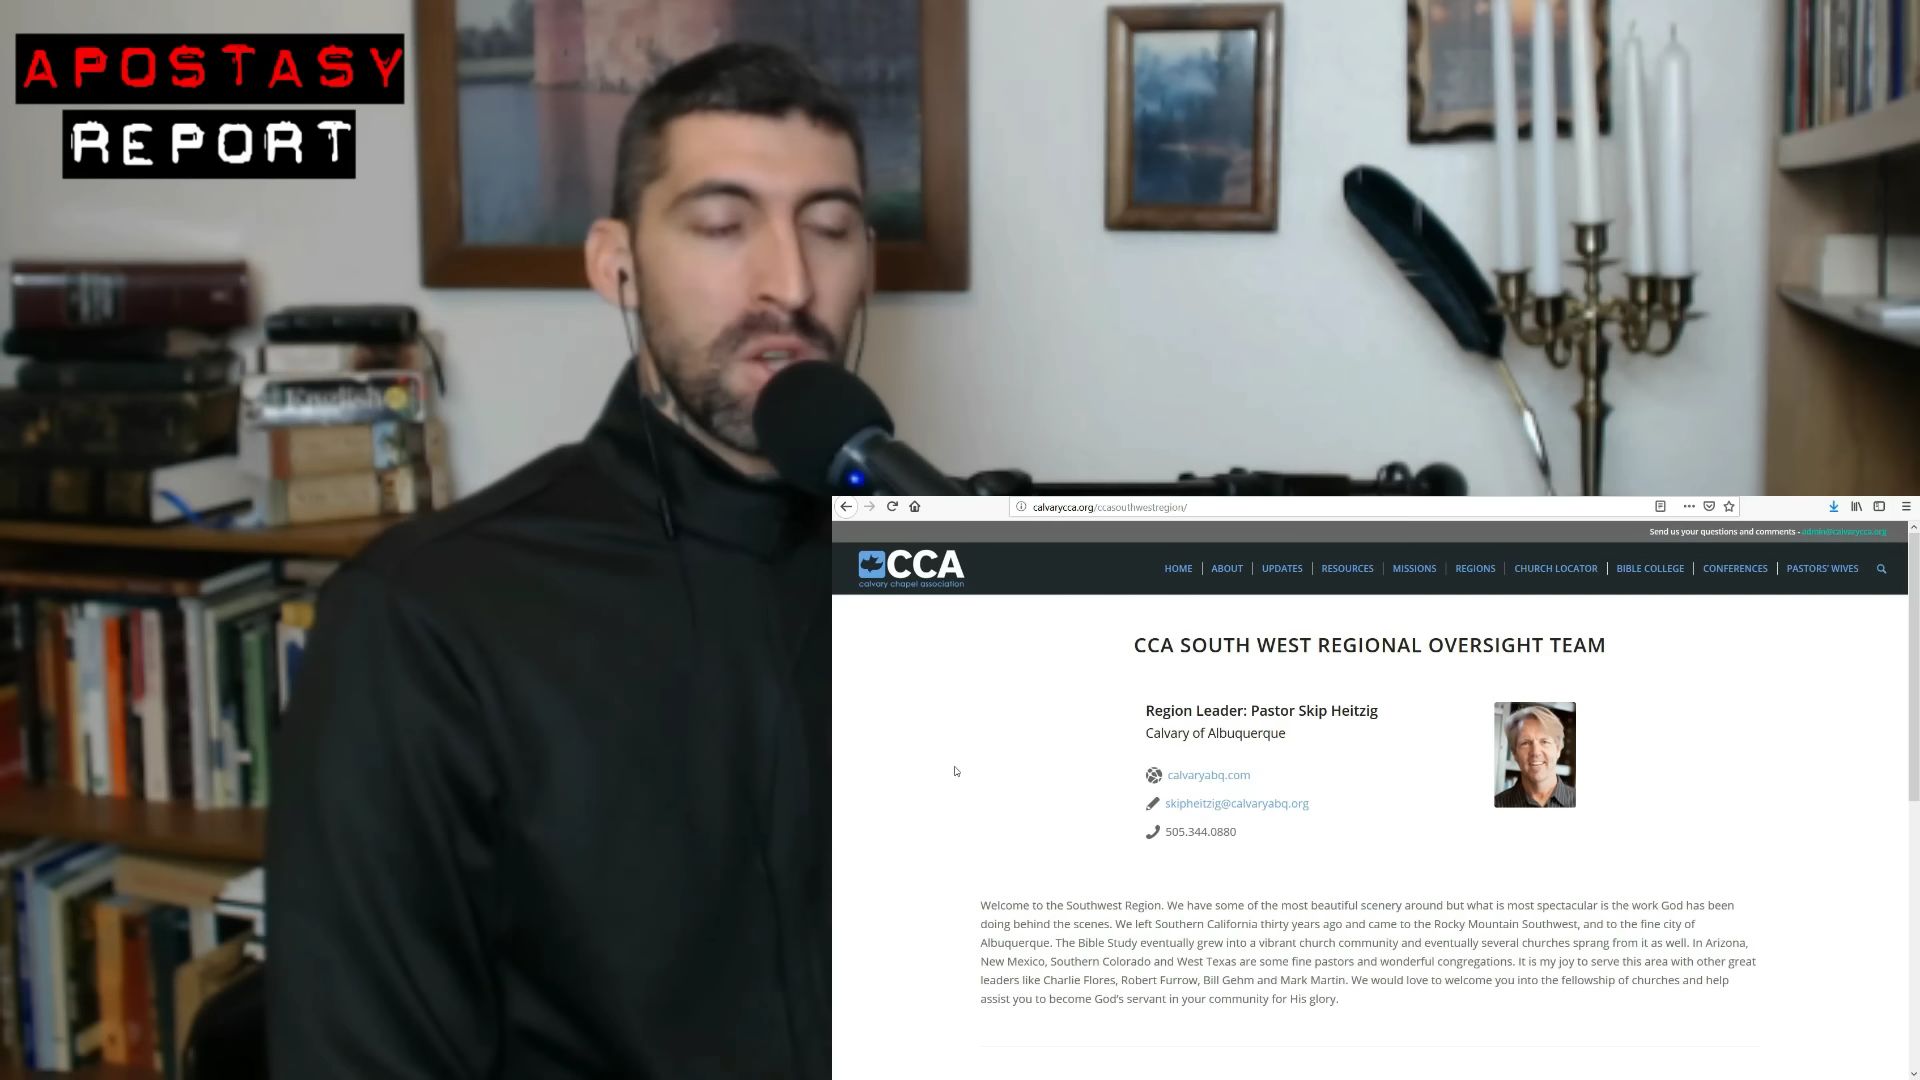 APOSTASY
REPORT
English
calvarycca.org/ccasouthwestregion/
Send us your questions and comments - admin@calvarycca.org
CCA
calvary chapel association
HOME
ABOUT
UPDATES
RESOURCES
MISSIONS
REGIONS
CHURCH LOCATOR
BIBLE COLLEGE
CONFERENCES
PASTORS' WIVES
CCA SOUTH WEST REGIONAL OVERSIGHT TEAM
Region Leader: Pastor Skip Heitzig
Calvary of Albuquerque
calvaryabq.com
skipheitzig@calvaryabq.org
505.344.0880
Welcome to the Southwest Region. We have some of the most beautiful scenery around but what is most spectacular is the work God has been
doing behind the scenes. We left Southern California thirty years ago and came to the Rocky Mountain Southwest, and to the fine city of
Albuquerque. The Bible Study eventually grew into a vibrant church community and eventually several churches sprang from it as well. In Arizona,
New Mexico, Southern Colorado and West Texas are some fine pastors and wonderful congregations. It is my joy to serve this area with other great
leaders like Charlie Flores, Robert Furrow, Bill Gehm and Mark Martin. We would love to welcome you into the fellowship of churches and help
assist you to become God's servant in your community for His glory.